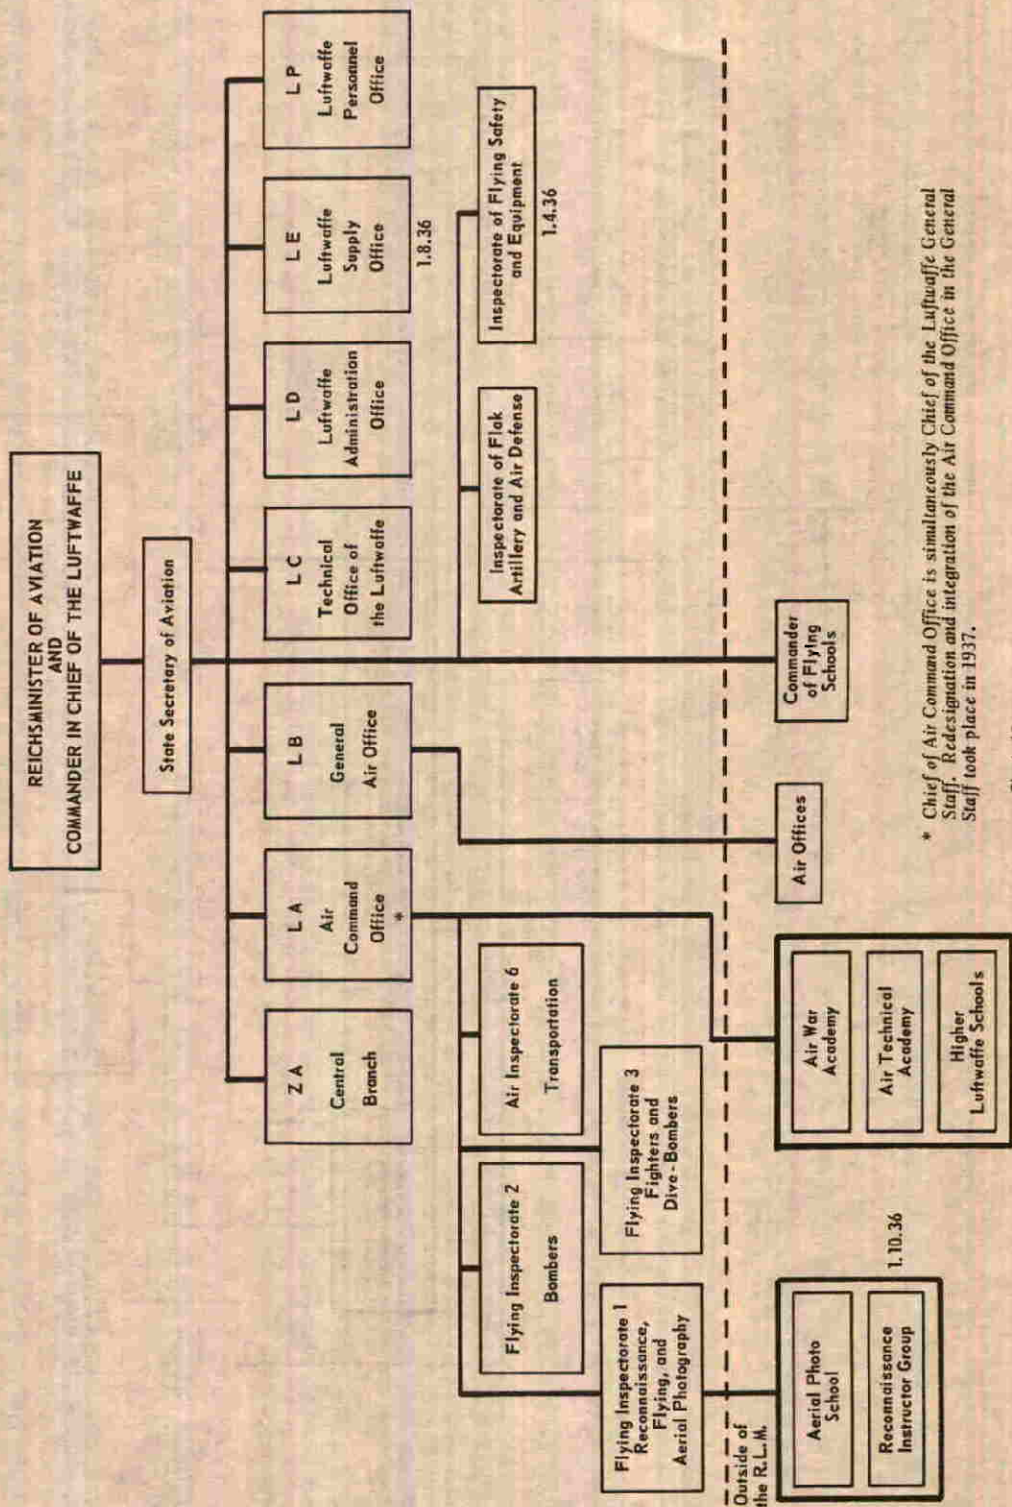 REICHSMINISTER OF AVIATION
AND
COMMANDER IN CHIEF OF THE LUFTWAFFE
State Secretary of Aviation
ZA
Central
Branch
LA
Air
Command
Office
*
LB
General
Air Office
LC
Technical
Office of
the Luftwaffe
LD
Luftwaffe
Administration
Office
LE
Luftwaffe
Supply
Office
1.8.36
LP
Luftwaffe
Personnel
Office
Flying Inspectorate 2
Bombers
Air Inspectorate 6
Transportation
Inspectorate of Flak
Artillery and Air Defense
Inspectorate of Flying Safety
and Equipment
1.4.36
Flying Inspectorate 1
Reconnaissance,
Flying, and
Aerial Photography
Flying Inspectorate 3
Fighters and
Dive-Bombers
Outside of
the R.L.M.
Aerial Photo
School
Reconnaissance
Instructor Group
1.10.36
Air War
Academy
Air Technical
Academy
Higher
Luftwaffe Schools
Air Offices
Commander
of Flying
Schools
* Chief of Air Command Office is simultaneously Chief of the Luftwaffe General
Staff. Redesignation and integration of the Air Command Office in the General
Staff took place in 1937.